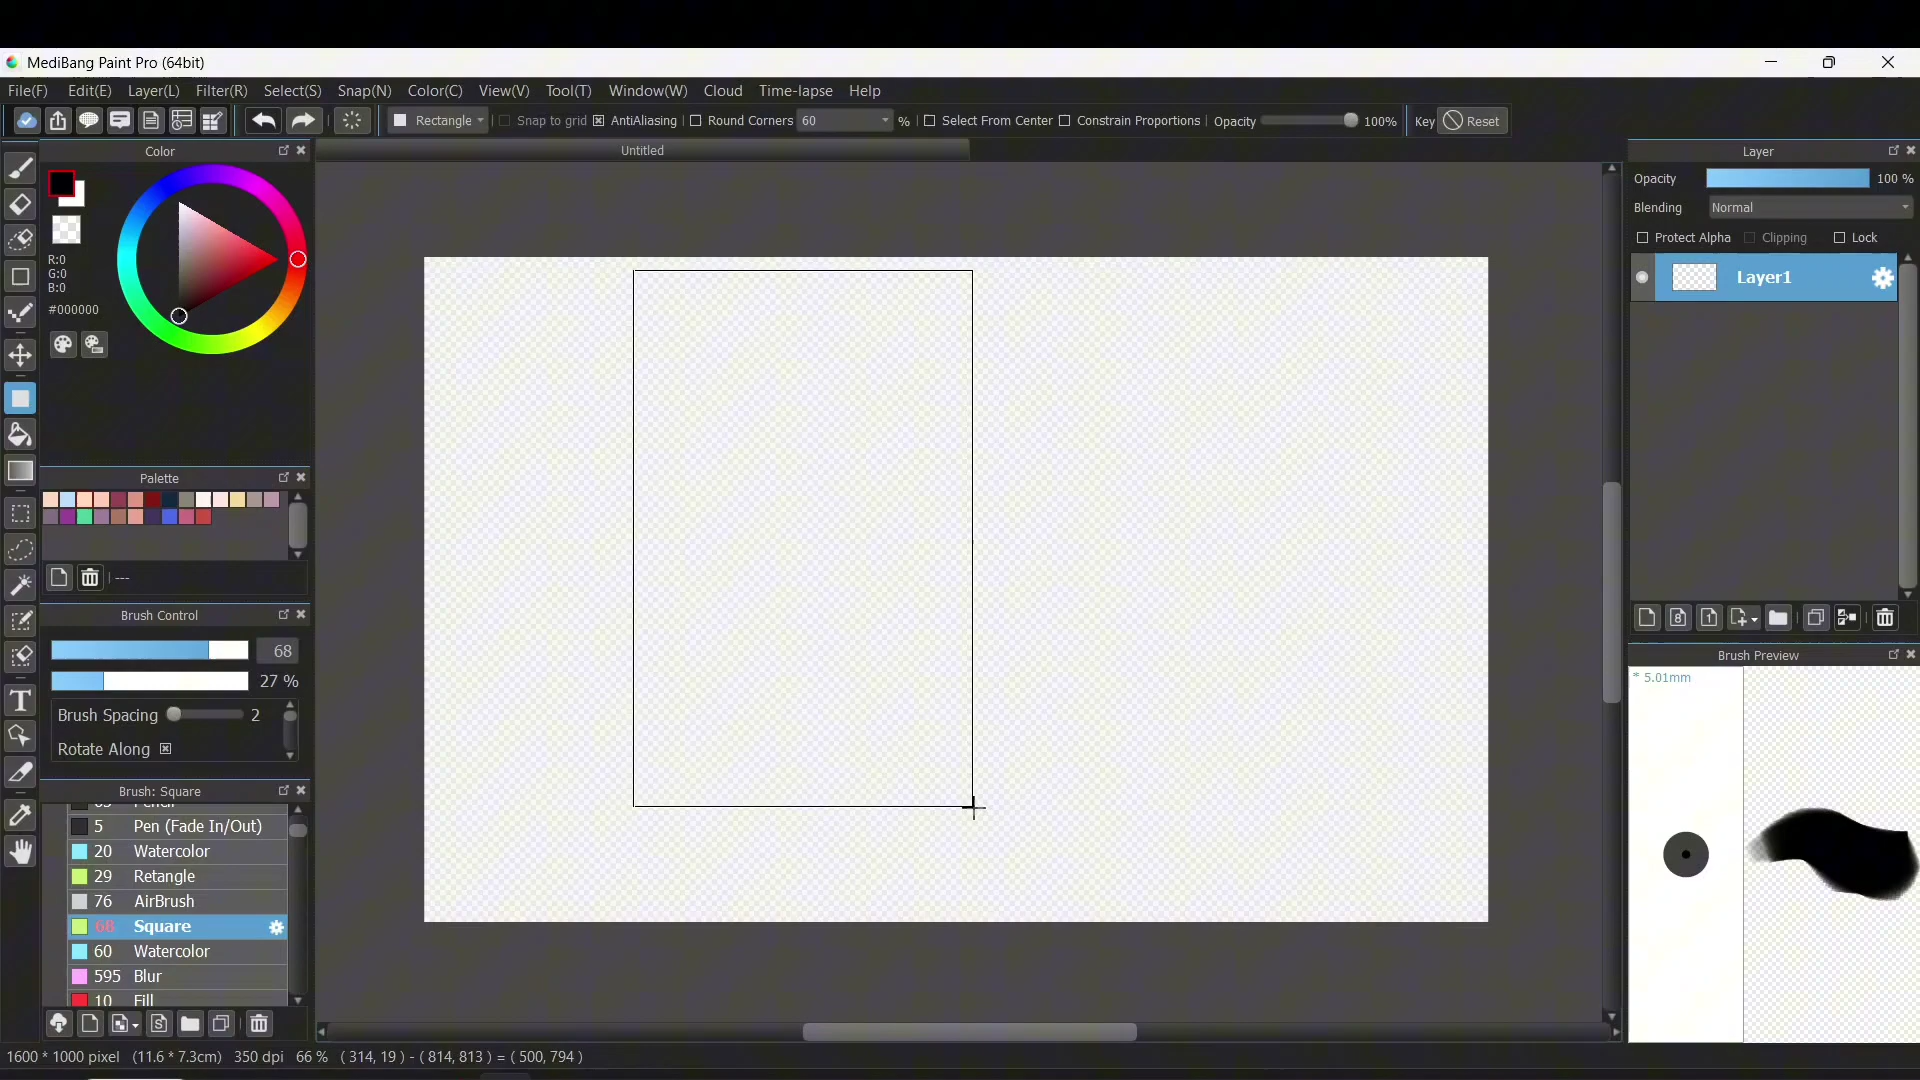 MediBang Paint Pro (64bit)
File(F) Edit(E) Layer(L) Filter(R) Select(S) Snap(N) Color(C) View(V) Tool(T) Window(W) Cloud Time-lapse Help
Rectangle Snap to grid AntiAliasing Round Corners 60 % Select From Center Constrain Proportions Opacity 100% Key Reset
Color
Untitled
R:0
G:0
B:0
#000000
Palette
---
Brush Control
68
27 %
Brush Spacing 2
Rotate Along
Brush: Square
5 Pen (Fade In/Out)
20 Watercolor
29 Retangle
76 AirBrush
68 Square
60 Watercolor
595 Blur
10 Fill
Layer
Opacity 100 %
Blending Normal
Protect Alpha Clipping Lock
Layer1
8 1
Brush Preview
* 5.01mm
1600 * 1000 pixel (11.6 * 7.3cm) 350 dpi 66 % ( 314, 19 ) - ( 814, 813 ) = ( 500, 794 )